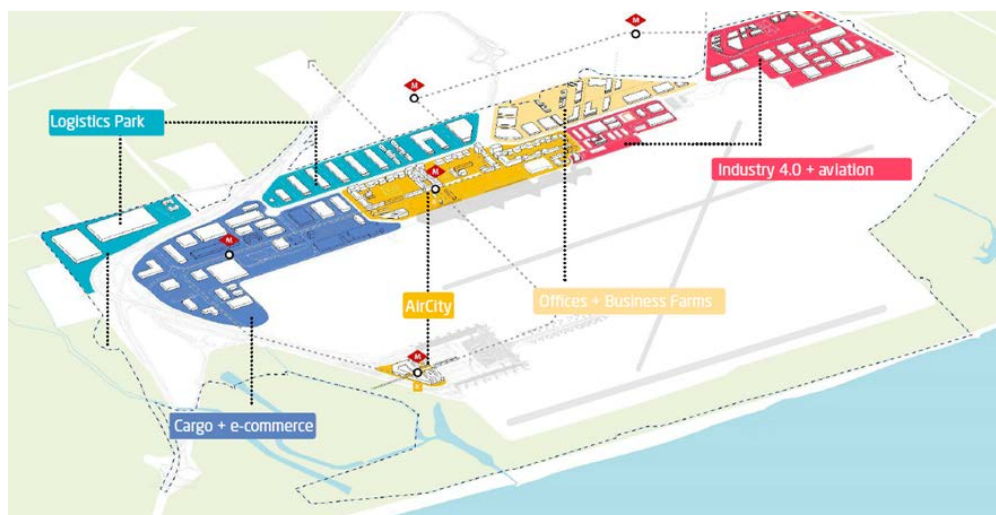 M
M
Logistics Park
M
Industry 4.0 + aviation
M
AirCity
Offices + Business Farms
M
Cargo + e-commerce